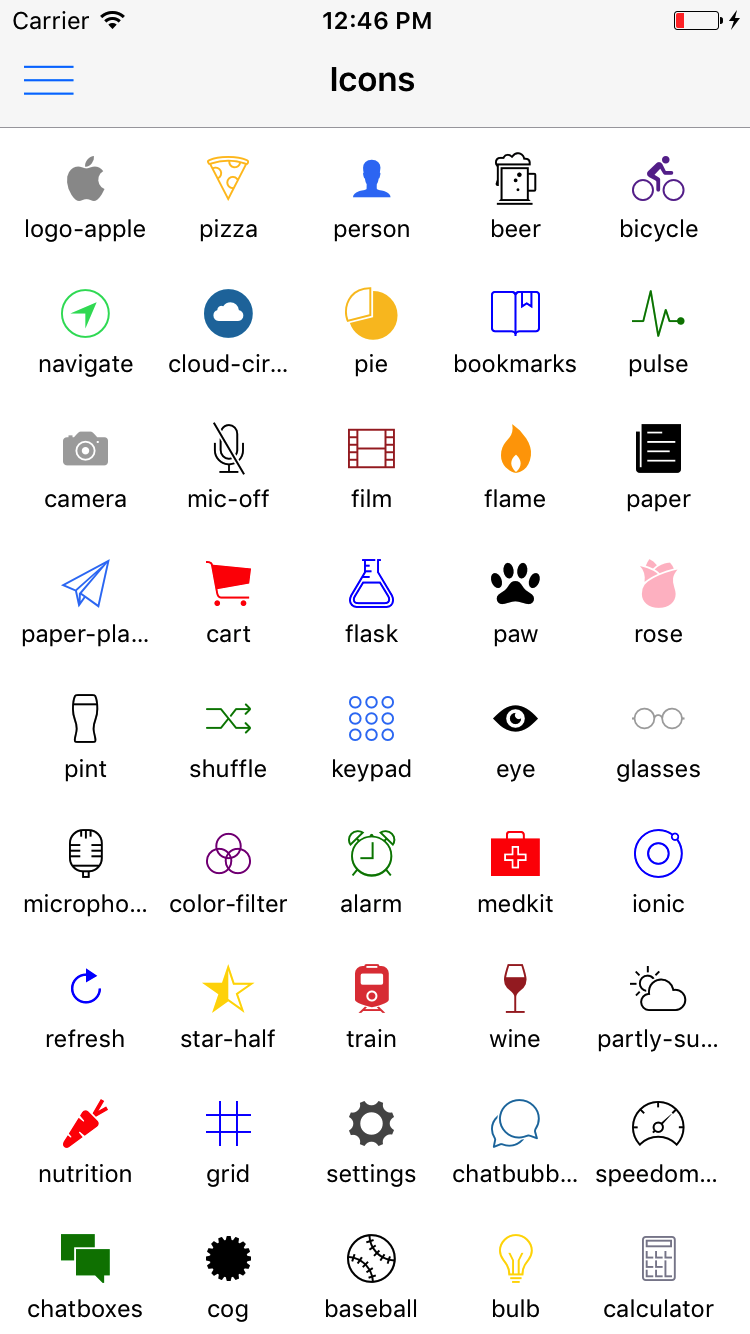 Carrier 12:46 PM
Icons
logo-apple pizza person beer bicycle
navigate cloud-cir... pie bookmarks pulse
camera mic-off film flame paper
paper-pla... cart flask paw rose
pint shuffle keypad eye glasses
micropho... color-filter alarm medkit ionic
refresh star-half train wine partly-su...
nutrition grid settings chatbubb... speedom...
chatboxes cog baseball bulb calculator